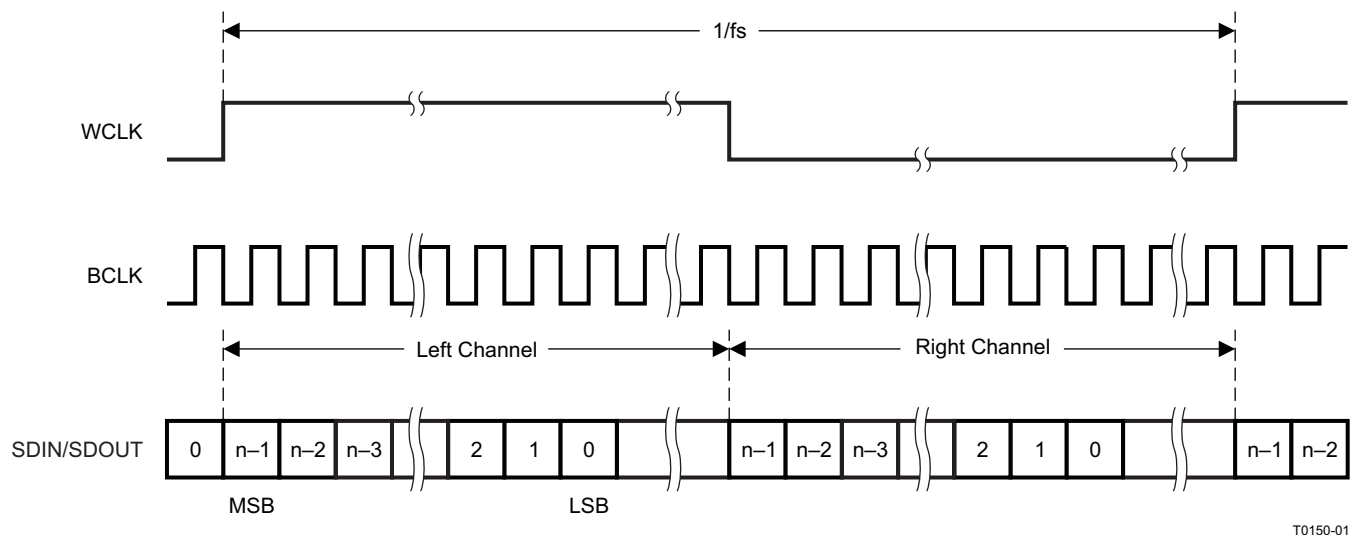 1/fs
WCLK
BCLK
Left Channel
Right Channel
SDIN/SDOUT 0 n–1 n–2 n–3 2 1 0 n–1 n–2 n–3 2 1 0 n–1 n–2
MSB LSB
T0150-01